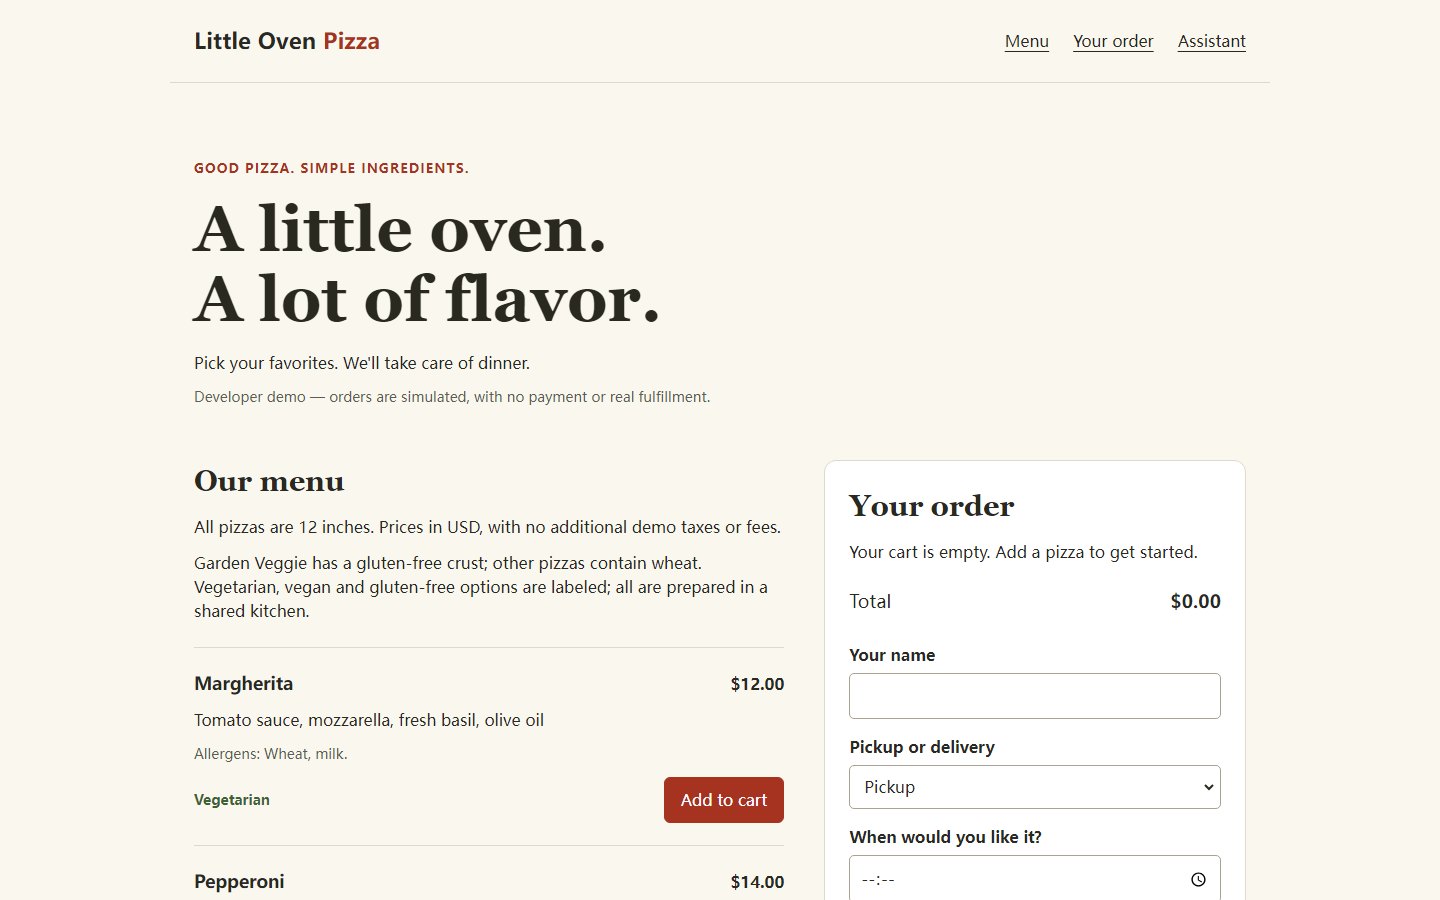 Little Oven Pizza
Menu
Your order
Assistant
GOOD PIZZA. SIMPLE INGREDIENTS.
A little oven.
A lot of flavor.
Pick your favorites. We'll take care of dinner.
Developer demo — orders are simulated, with no payment or real fulfillment.
Our menu
All pizzas are 12 inches. Prices in USD, with no additional demo taxes or fees.
Garden Veggie has a gluten-free crust; other pizzas contain wheat.
Vegetarian, vegan and gluten-free options are labeled; all are prepared in a
shared kitchen.
Margherita
$12.00
Tomato sauce, mozzarella, fresh basil, olive oil
Allergens: Wheat, milk.
Vegetarian
Add to cart
Pepperoni
$14.00
Your order
Your cart is empty. Add a pizza to get started.
Total
$0.00
Your name
Pickup or delivery
Pickup
When would you like it?
--:--